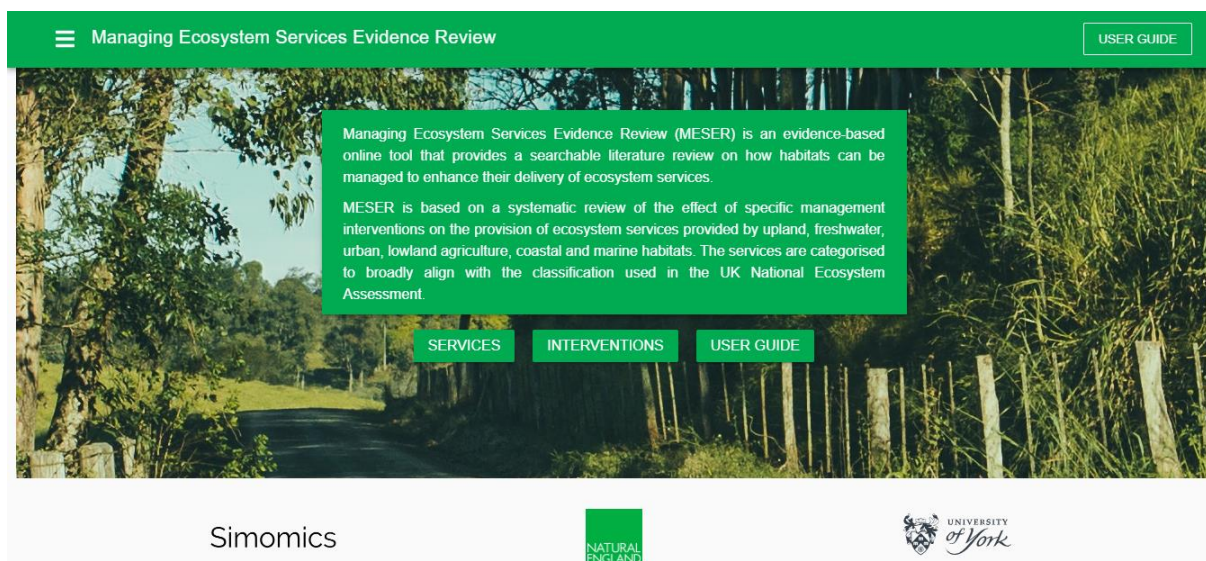 Managing Ecosystem Services Evidence Review
USER GUIDE
Managing Ecosystem Services Evidence Review (MESER) is an evidence-based
online tool that provides a searchable literature review on how habitats can be
managed to enhance their delivery of ecosystem services.
MESER is based on a systematic review of the effect of specific management
interventions on the provision of ecosystem services provided by upland, freshwater,
urban, lowland agriculture, coastal and marine habitats. The services are categorised
to broadly align with the classification used in the UK National Ecosystem
Assessment.
SERVICES
INTERVENTIONS
USER GUIDE
Simomics
NATURAL
ENGLAND
UNIVERSITY
of York